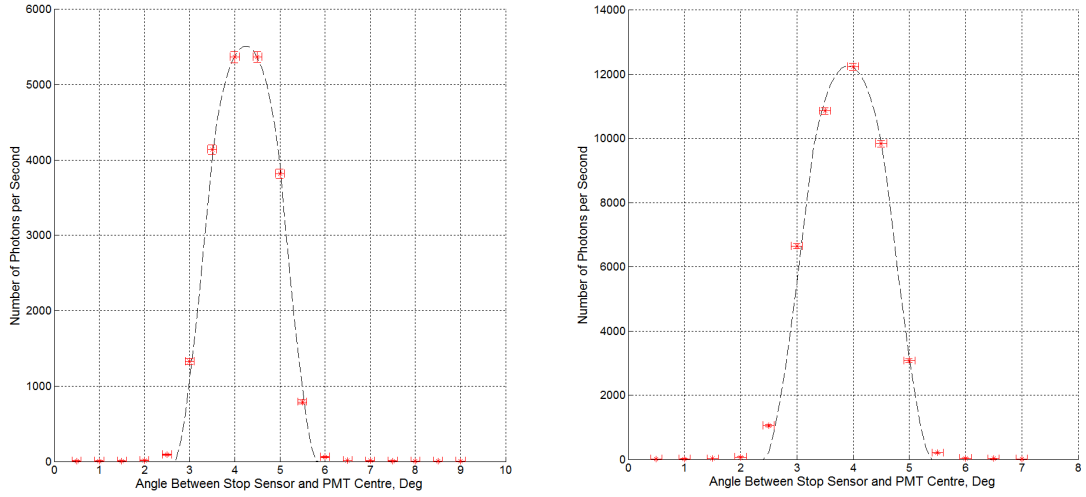 Number of Photons per Second
6000
5000
4000
3000
2000
1000
0
0 1 2 3 4 5 6 7 8 9 10
Angle Between Stop Sensor and PMT Centre, Deg
Number of Photons per Second
14000
12000
10000
8000
6000
4000
2000
0
0 1 2 3 4 5 6 7 8
Angle Between Stop Sensor and PMT Centre, Deg